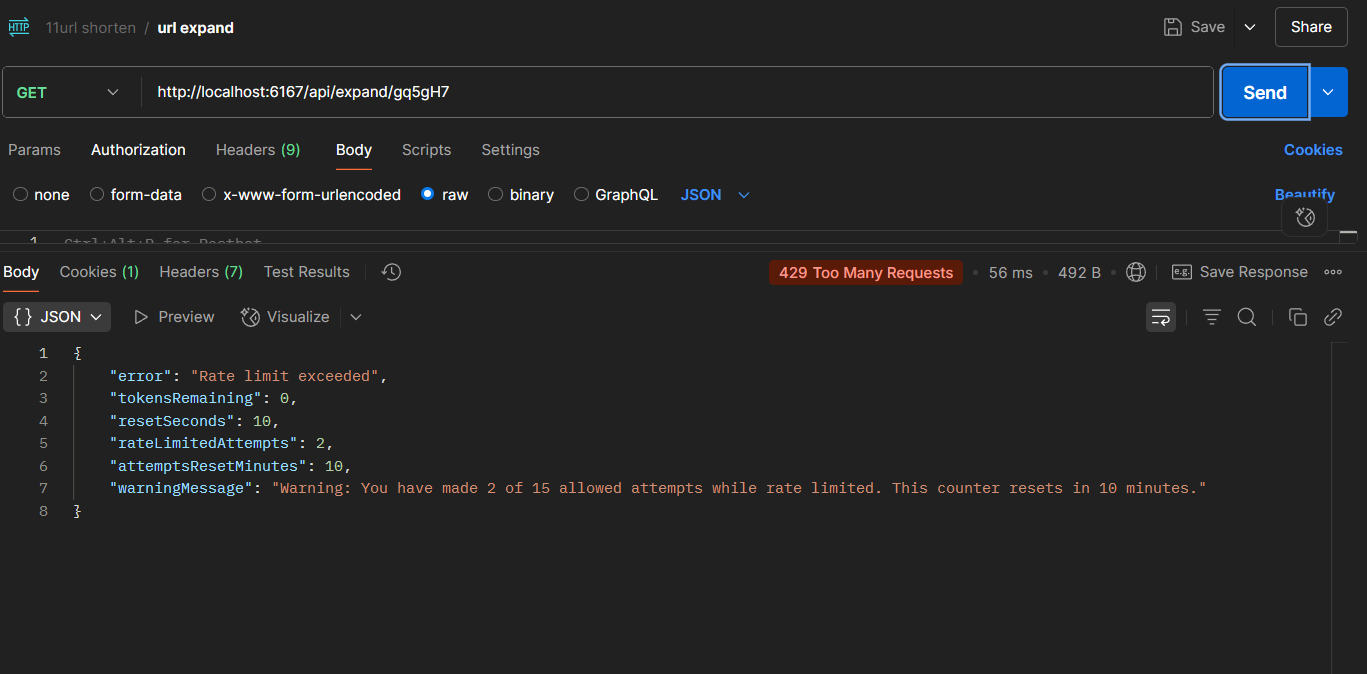 HTTP 11url shorten / url expand Save Share
GET http://localhost:6167/api/expand/gq5gH7 Send
Params Authorization Headers (9) Body Scripts Settings Cookies
none form-data x-www-form-urlencoded raw binary GraphQL JSON Beautify
1
Body Cookies (1) Headers (7) Test Results 429 Too Many Requests • 56 ms • 492 B • e.g. Save Response
{} JSON Preview Visualize
1 {
2 "error": "Rate limit exceeded",
3 "tokensRemaining": 0,
4 "resetSeconds": 10,
5 "rateLimitedAttempts": 2,
6 "attemptsResetMinutes": 10,
7 "warningMessage": "Warning: You have made 2 of 15 allowed attempts while rate limited. This counter resets in 10 minutes."
8 }